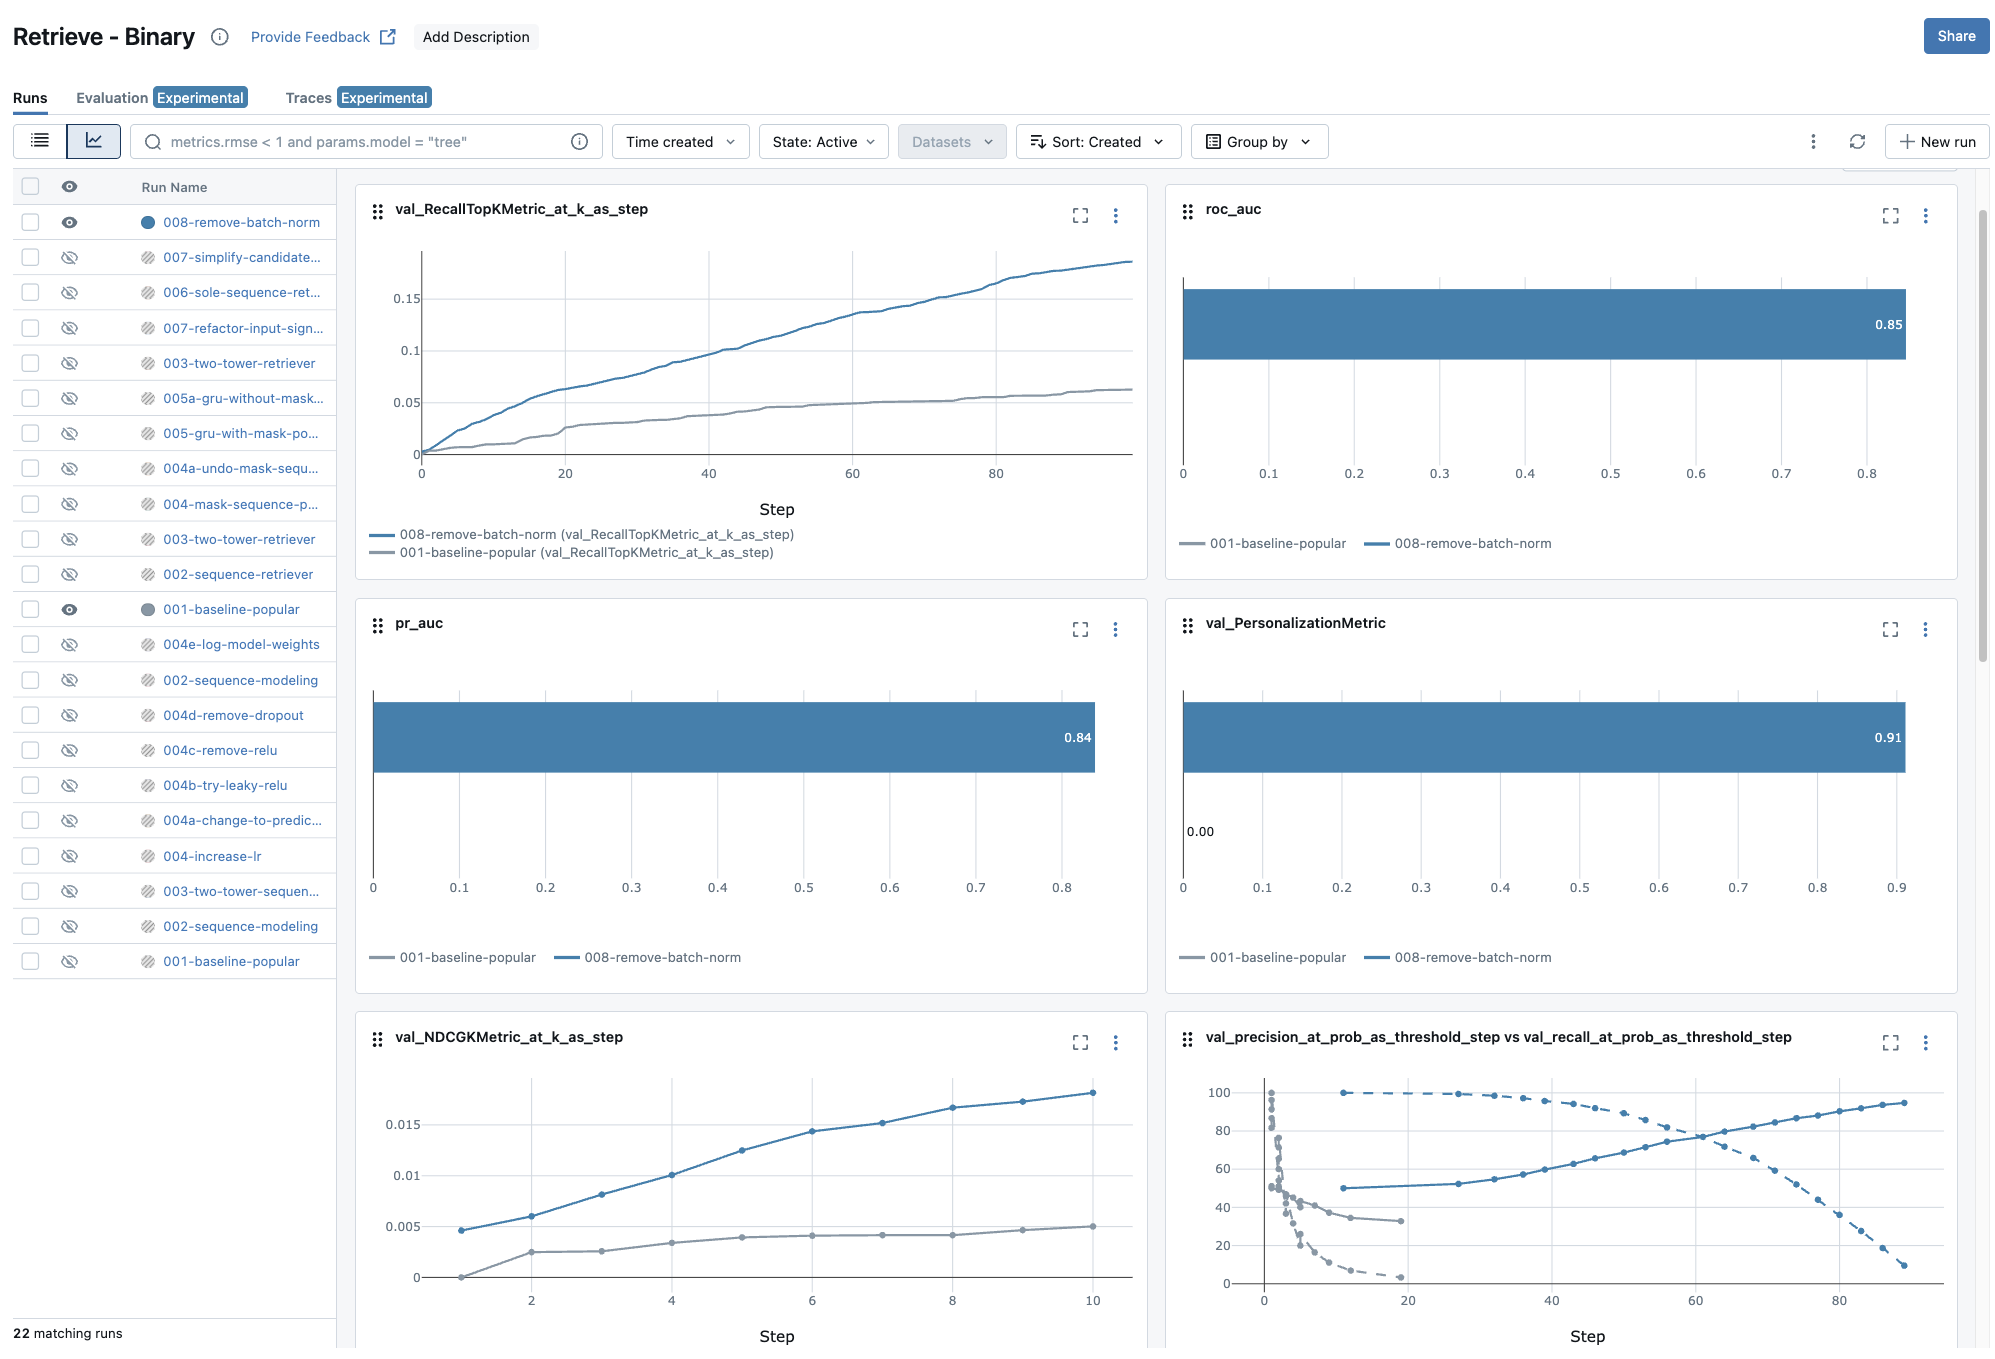 Retrieve - Binary
Provide Feedback
Add Description
Share
Runs
Evaluation Experimental
Traces Experimental
metrics.rmse < 1 and params.model = "tree"
Time created
State: Active
Datasets
Sort: Created
Group by
New run
Run Name
008-remove-batch-norm
007-simplify-candidate...
006-sole-sequence-ret...
007-refactor-input-sign...
003-two-tower-retriever
005a-gru-without-mask...
005-gru-with-mask-po...
004a-undo-mask-sequ...
004-mask-sequence-p...
003-two-tower-retriever
002-sequence-retriever
001-baseline-popular
004e-log-model-weights
002-sequence-modeling
004d-remove-dropout
004c-remove-relu
004b-try-leaky-relu
004a-change-to-predic...
004-increase-lr
003-two-tower-sequen...
002-sequence-modeling
001-baseline-popular
22 matching runs
val_RecallTopKMetric_at_k_as_step
0.15
0.1
0.05
0
0 20 40 60 80
Step
008-remove-batch-norm (val_RecallTopKMetric_at_k_as_step)
001-baseline-popular (val_RecallTopKMetric_at_k_as_step)
roc_auc
0.85
0 0.1 0.2 0.3 0.4 0.5 0.6 0.7 0.8
001-baseline-popular 008-remove-batch-norm
pr_auc
0.84
0 0.1 0.2 0.3 0.4 0.5 0.6 0.7 0.8
001-baseline-popular 008-remove-batch-norm
val_PersonalizationMetric
0.91
0.00
0 0.1 0.2 0.3 0.4 0.5 0.6 0.7 0.8 0.9
001-baseline-popular 008-remove-batch-norm
val_NDCGKMetric_at_k_as_step
0.015
0.01
0.005
0
2 4 6 8 10
Step
val_precision_at_prob_as_threshold_step vs val_recall_at_prob_as_threshold_step
100
80
60
40
20
0
0 20 40 60 80
Step